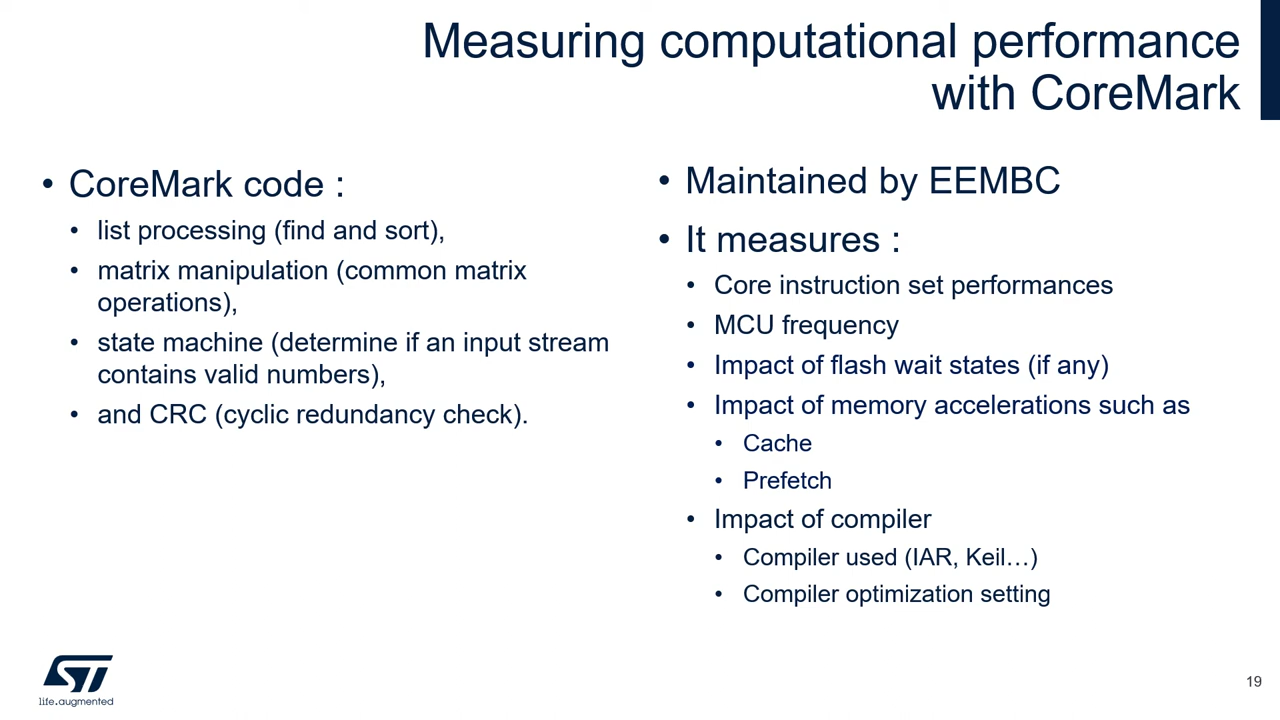 Measuring computational performance
with CoreMark
• CoreMark code :
• list processing (find and sort),
• matrix manipulation (common matrix
operations),
• state machine (determine if an input stream
contains valid numbers),
• and CRC (cyclic redundancy check).
• Maintained by EEMBC
• It measures :
• Core instruction set performances
• MCU frequency
• Impact of flash wait states (if any)
• Impact of memory accelerations such as
• Cache
• Prefetch
• Impact of compiler
• Compiler used (IAR, Keil…)
• Compiler optimization setting
ST
life.augmented
19